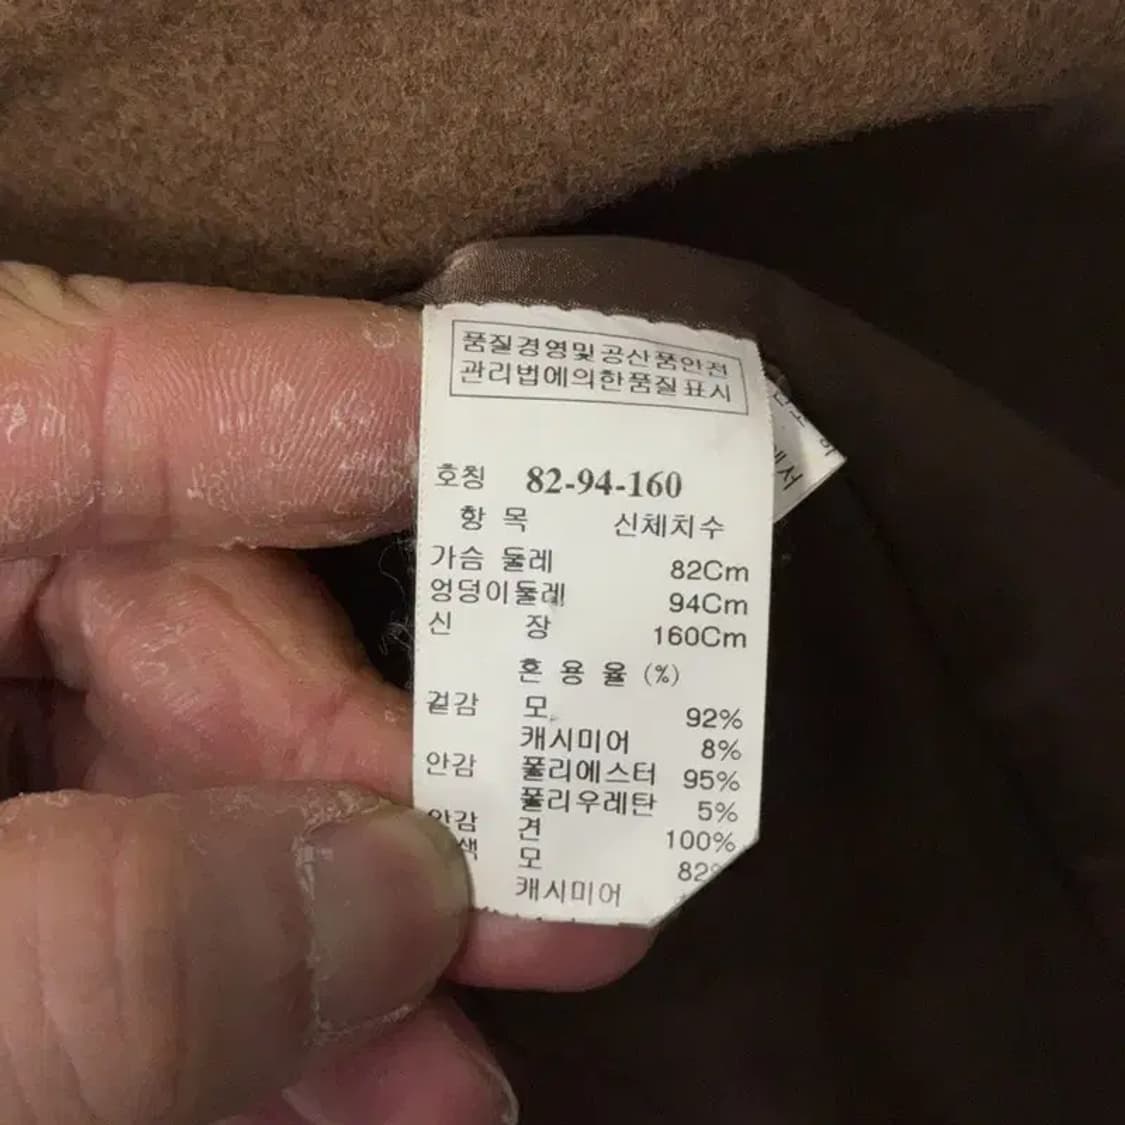 품질경영및공산품안전
관리법에의한품질표시
호칭 82-94-160
항 목 신체치수
가슴 둘레 82Cm
엉덩이둘레 94Cm
신 장 160Cm
혼 용 율 (%)
겉감 모 92%
캐시미어 8%
안감 폴리에스터 95%
폴리우레탄 5%
안감 견 100%
색 모
캐시미어
에서